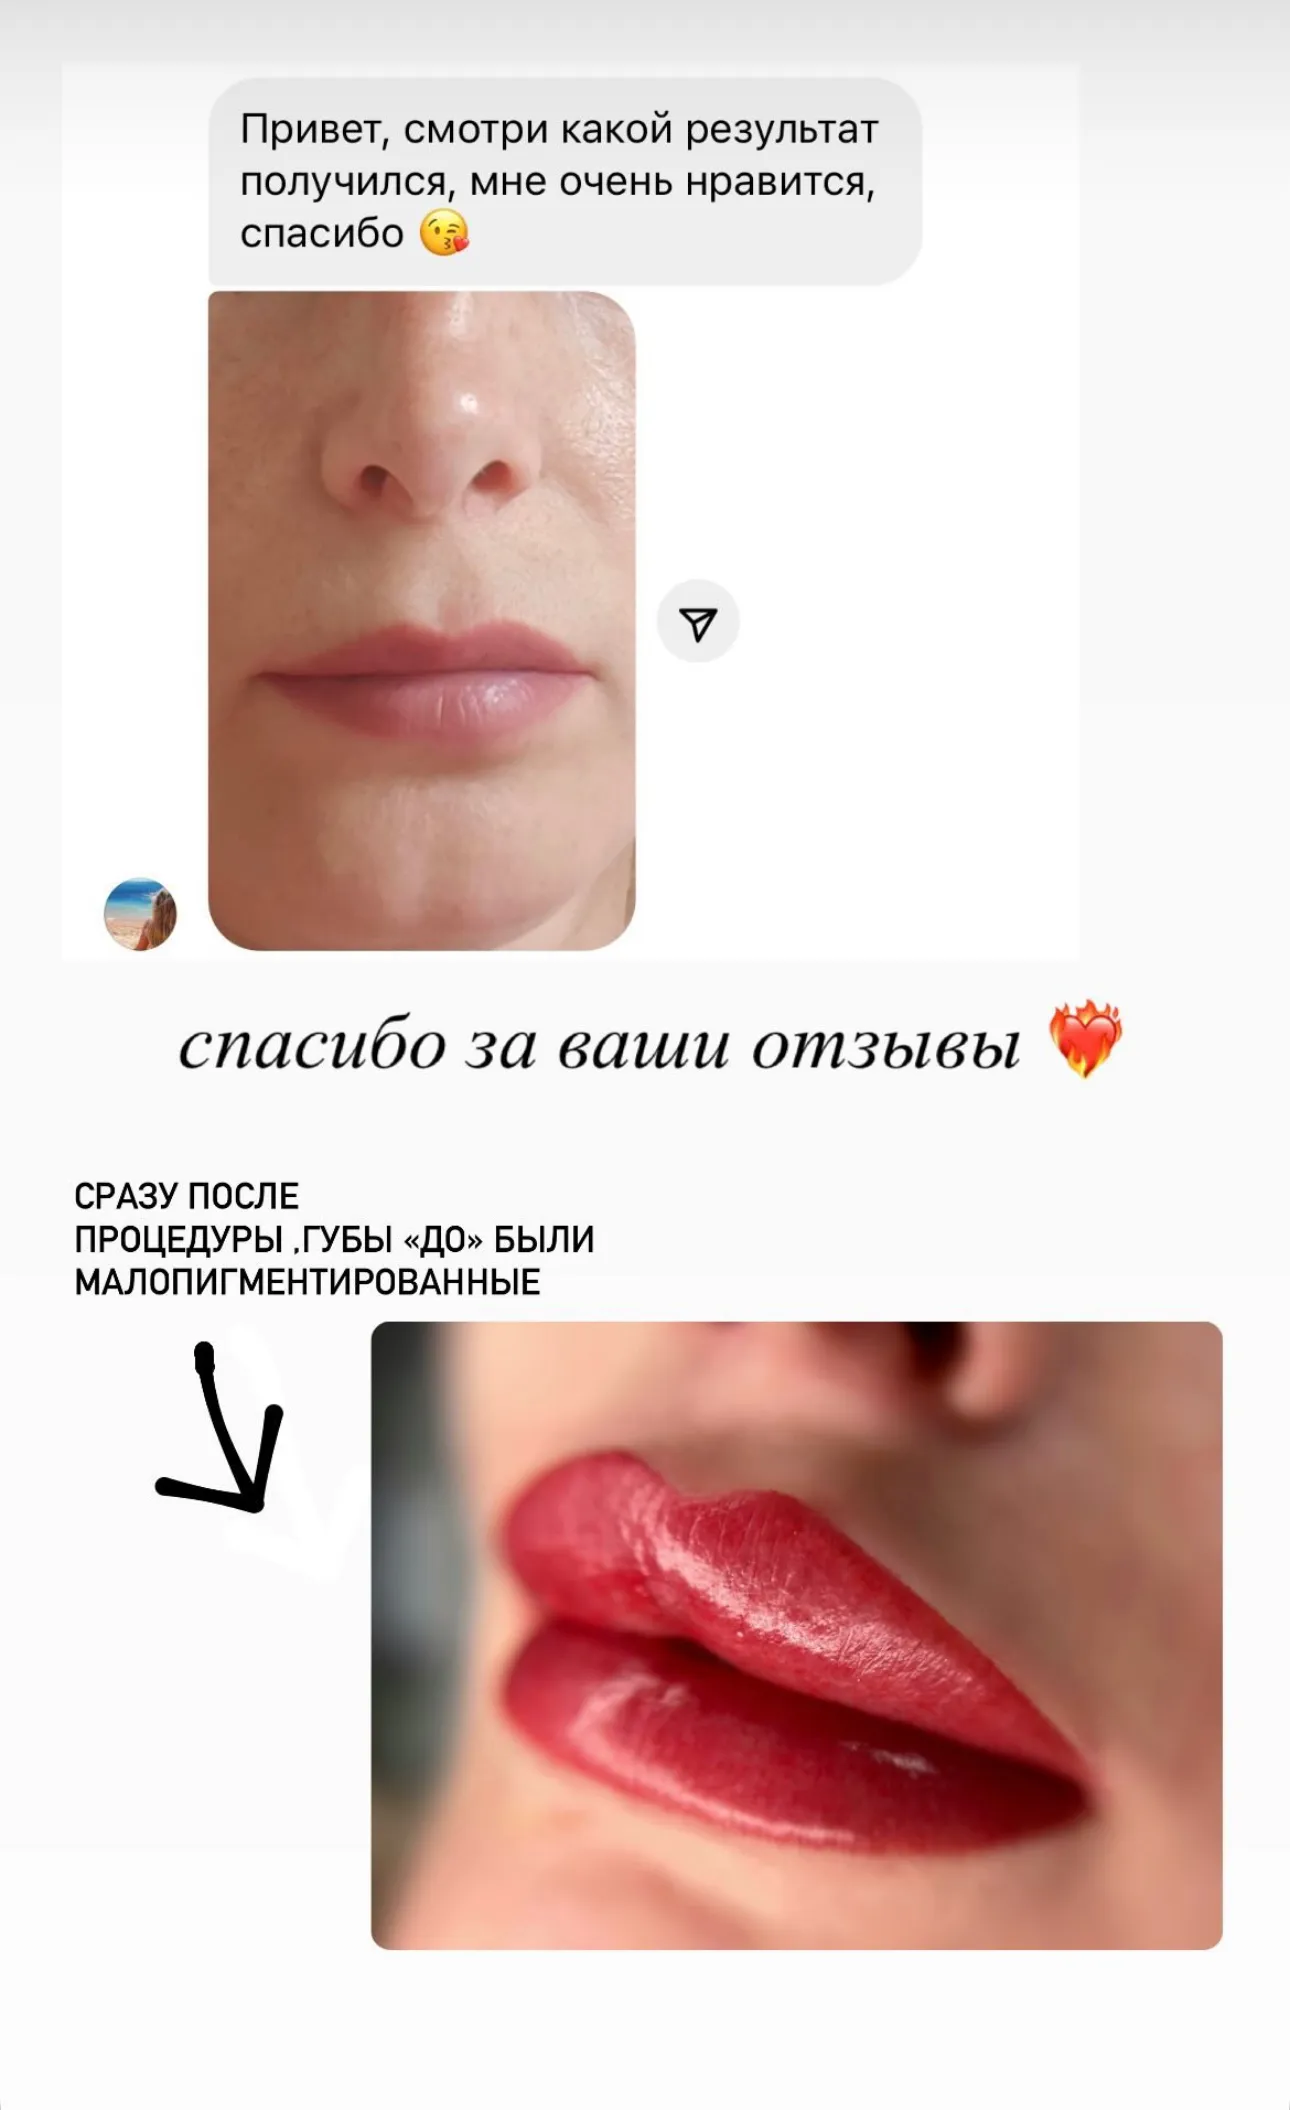 Привет, смотри какой результат
получился, мне очень нравится,
спасибо 😘
спасибо за ваши отзывы ❤️‍🔥
СРАЗУ ПОСЛЕ
ПРОЦЕДУРЫ ,ГУБЫ «ДО» БЫЛИ
МАЛОПИГМЕНТИРОВАННЫЕ